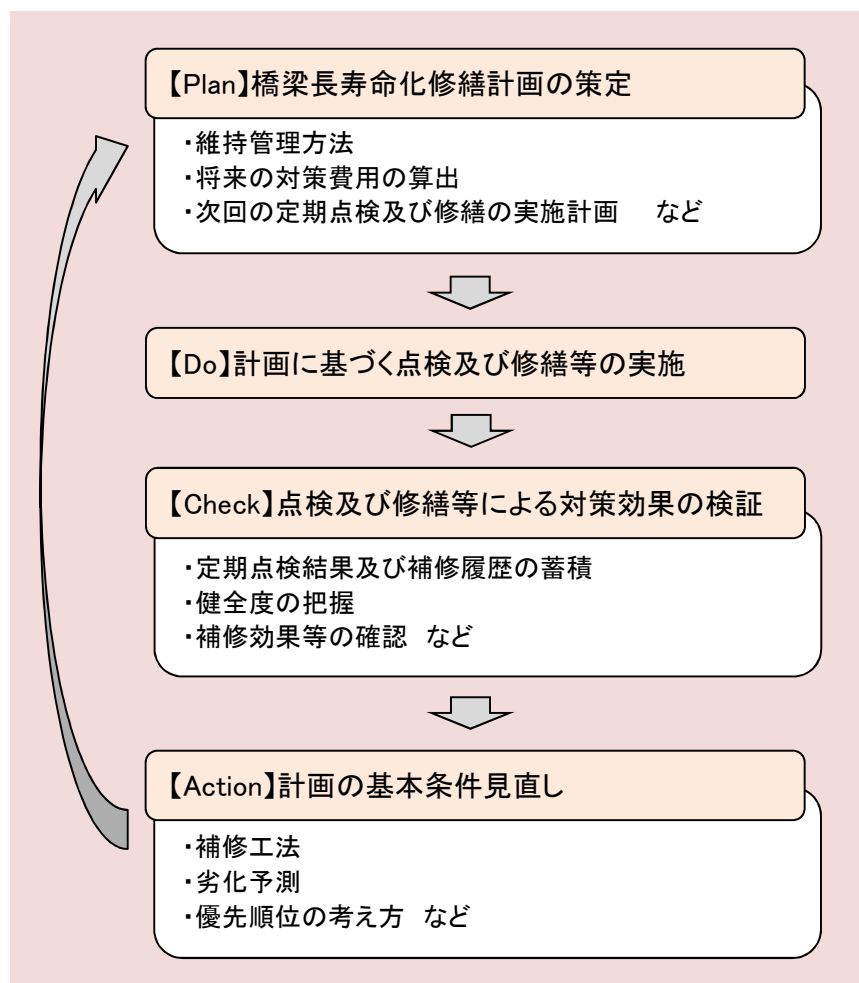 【Plan】橋梁長寿命化修繕計画の策定
・維持管理方法
・将来の対策費用の算出
・次回の定期点検及び修繕の実施計画　など
【Do】計画に基づく点検及び修繕等の実施
【Check】点検及び修繕等による対策効果の検証
・定期点検結果及び補修履歴の蓄積
・健全度の把握
・補修効果等の確認　など
【Action】計画の基本条件見直し
・補修工法
・劣化予測
・優先順位の考え方　など